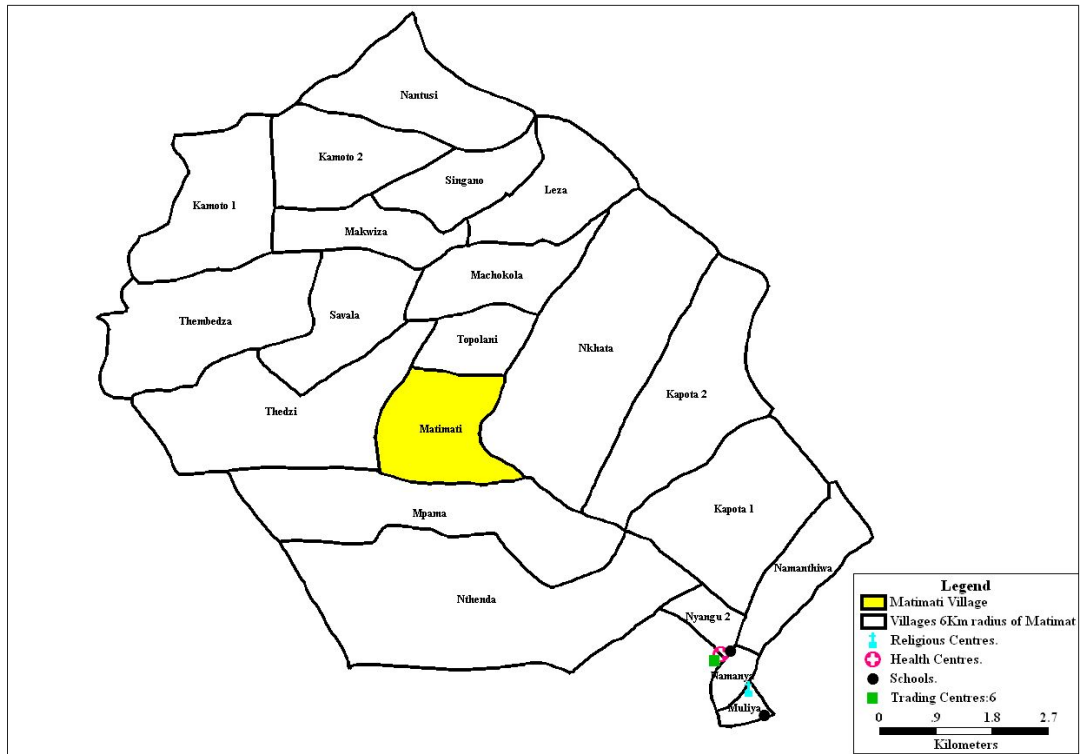 Nantusi
Kamoto 2
Singano
Leza
Kamoto 1
Makwiza
Machokola
Thembedza
Savala
Topolani
Nkhata
Kapota 2
Thedzi
Matimati
Mpama
Kapota 1
Namanthiwa
Nthenda
Nyangu 2
Namanya
Muliya
Legend
Matimati Village
Villages 6Km radius of Matimat
Religious Centres.
Health Centres.
Schools.
Trading Centres:6
0 .9 1.8 2.7
Kilometers